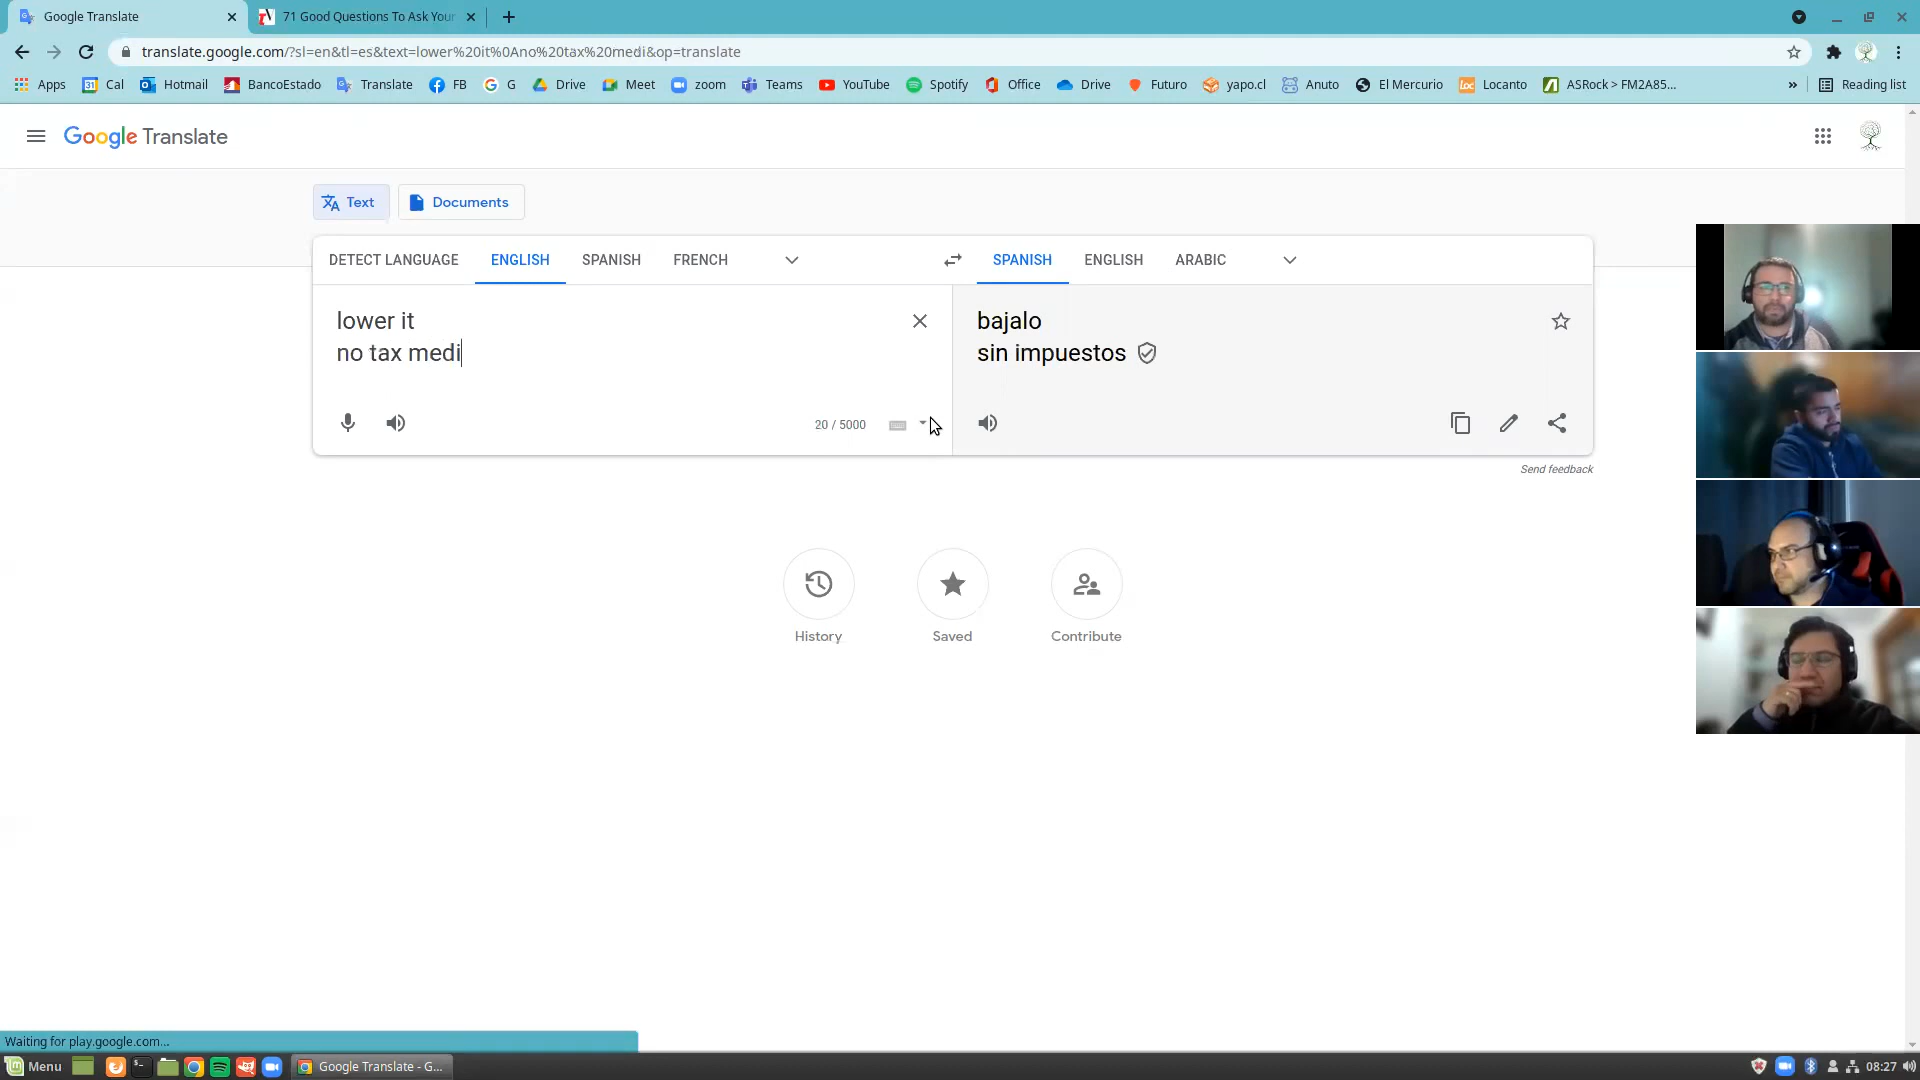 Google Translate
71 Good Questions To Ask Your
translate.google.com/?sl=en&tl=es&text=lower%20it%0Ano%20tax%20medi&op=translate
Apps
Cal
Hotmail
BancoEstado
Translate
FB
G
Drive
Meet
zoom
Teams
YouTube
Spotify
Office
Drive
Futuro
yapo.cl
Anuto
El Mercurio
Locanto
ASRock > FM2A85...
»
Reading list
Google Translate
Text
Documents
DETECT LANGUAGE
ENGLISH
SPANISH
FRENCH
SPANISH
ENGLISH
ARABIC
lower it
no tax medi
bajalo
sin impuestos
20 / 5000
Send feedback
History
Saved
Contribute
Waiting for play.google.com...
Menu
Google Translate - G...
08:27